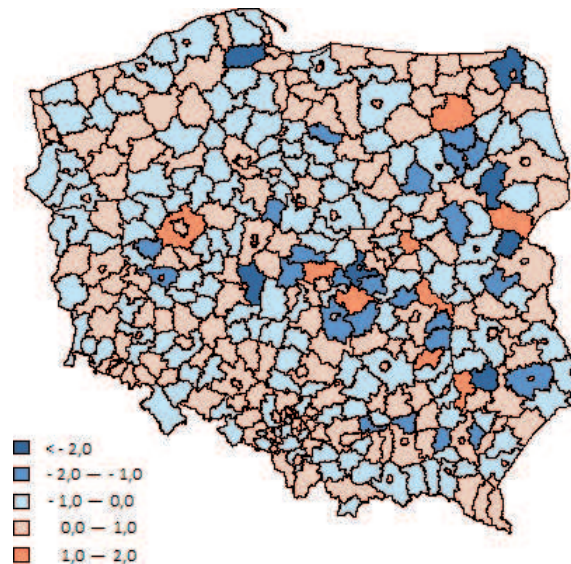 < - 2,0
- 2,0 — - 1,0
- 1,0 — 0,0
0,0 — 1,0
1,0 — 2,0